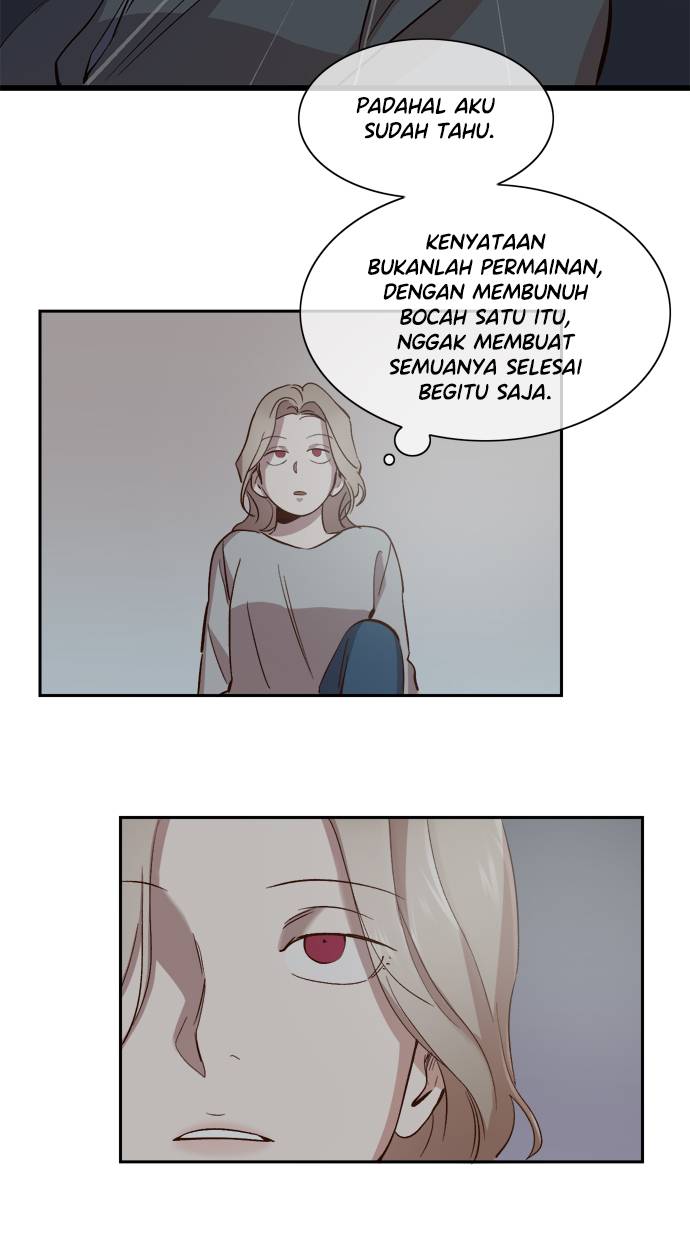 PADAHAL AKU
SUDAH TAHU.
KENYATAAN
BUKANLAH PERMAINAN,
DENGAN MEMBUNUH
BOCAH SATU ITU,
NGGAK MEMBUAT
SEMUANYA SELESAI
BEGITU SAJA.